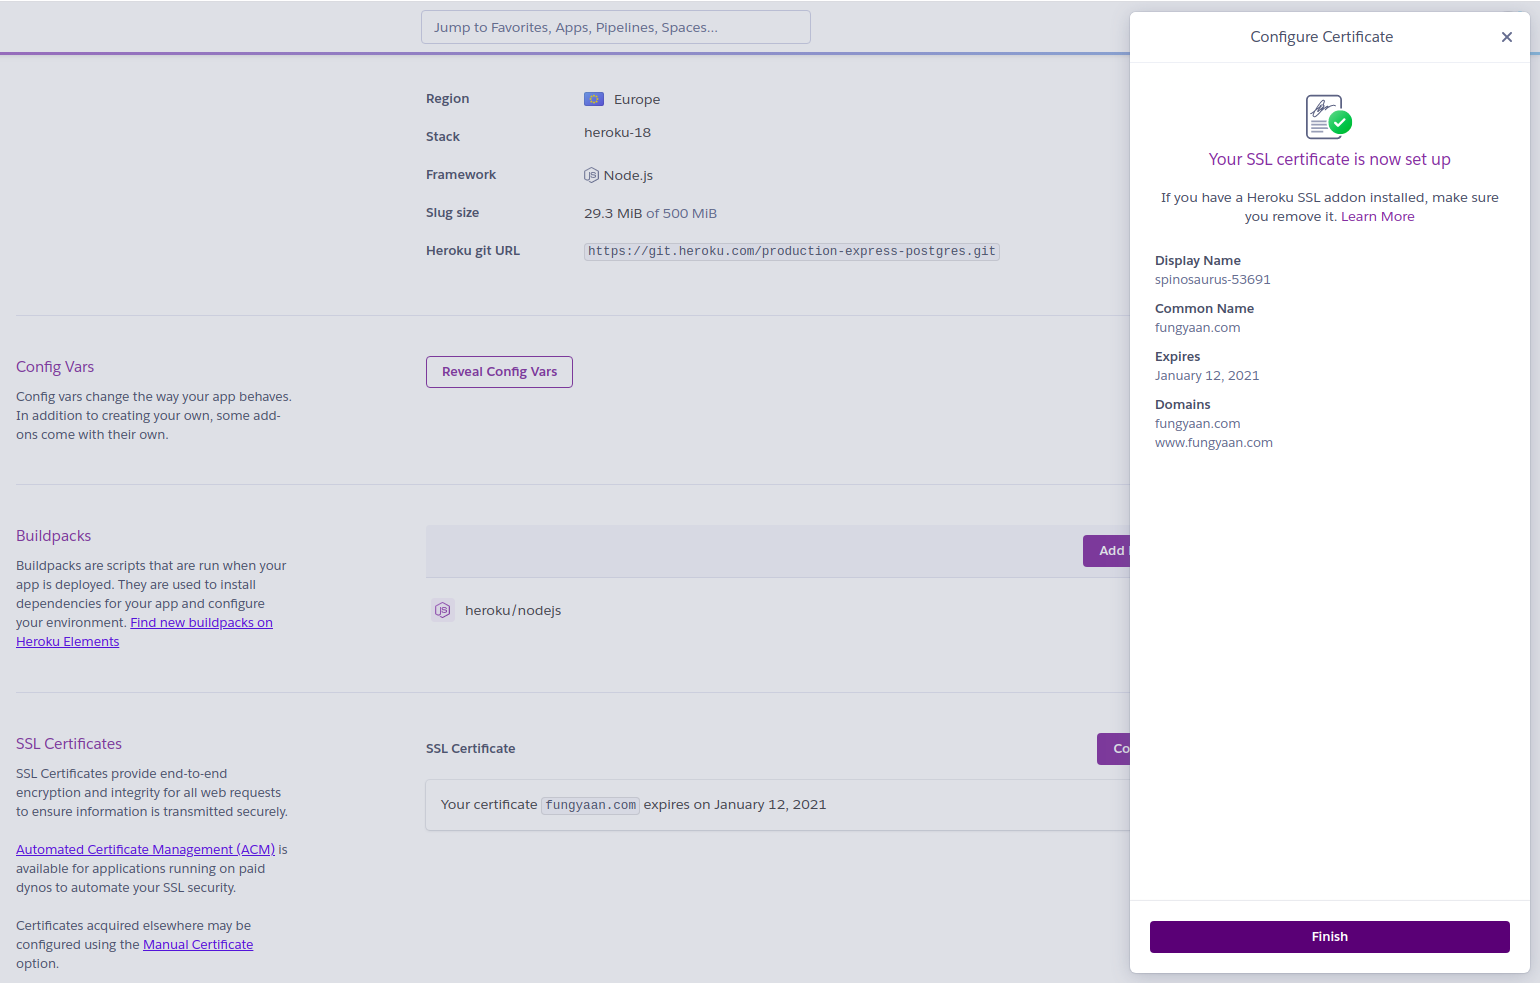 Jump to Favorites, Apps, Pipelines, Spaces...
Region
Europe
Stack
heroku-18
Framework
Node.js
Slug size
29.3 MiB of 500 MiB
Heroku git URL
https://git.heroku.com/production-express-postgres.git
Config Vars
Config vars change the way your app behaves.
In addition to creating your own, some add-
ons come with their own.
Reveal Config Vars
Buildpacks
Buildpacks are scripts that are run when your
app is deployed. They are used to install
dependencies for your app and configure
your environment. Find new buildpacks on
Heroku Elements
Add
heroku/nodejs
SSL Certificates
SSL Certificates provide end-to-end
encryption and integrity for all web requests
to ensure information is transmitted securely.
Automated Certificate Management (ACM) is
available for applications running on paid
dynos to automate your SSL security.
Certificates acquired elsewhere may be
configured using the Manual Certificate
option.
SSL Certificate
Co
Your certificate fungyaan.com expires on January 12, 2021
Configure Certificate
Your SSL certificate is now set up
If you have a Heroku SSL addon installed, make sure
you remove it. Learn More
Display Name
spinosaurus-53691
Common Name
fungyaan.com
Expires
January 12, 2021
Domains
fungyaan.com
www.fungyaan.com
Finish